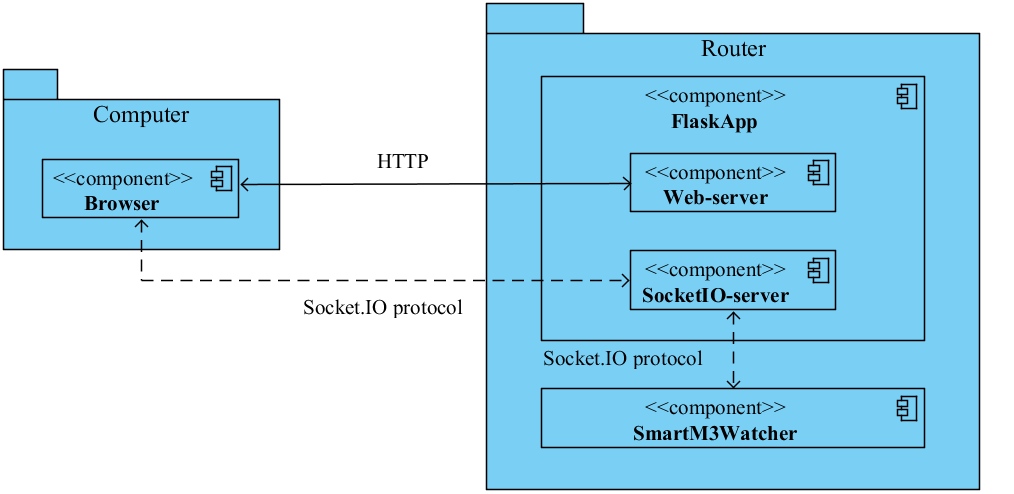 Computer
<<component>>
Browser
HTTP
Socket.IO protocol
Router
<<component>>
FlaskApp
<<component>>
Web-server
<<component>>
SocketIO-server
Socket.IO protocol
<<component>>
SmartM3Watcher